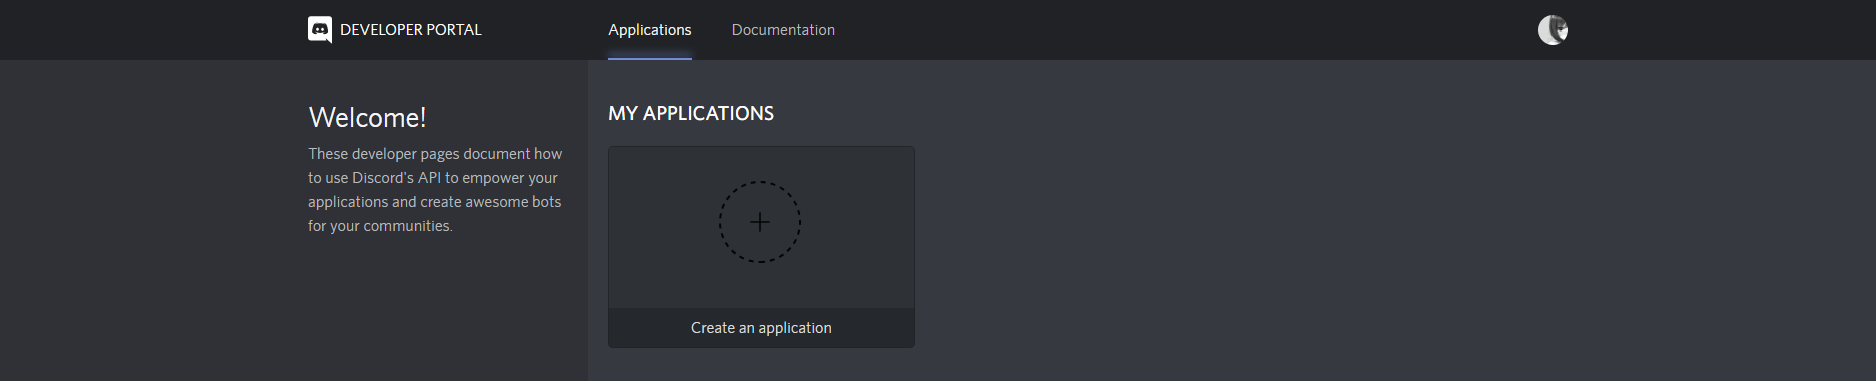 DEVELOPER PORTAL
Applications
Documentation
Welcome!
These developer pages document how
to use Discord's API to empower your
applications and create awesome bots
for your communities.
MY APPLICATIONS
Create an application